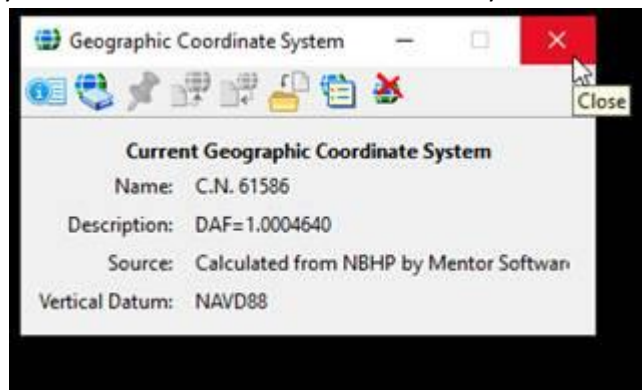 Geographic Coordinate System
Close
Current Geographic Coordinate System
Name: C.N. 61586
Description: DAF=1.0004640
Source: Calculated from NBHP by Mentor Softwar
Vertical Datum: NAVD88